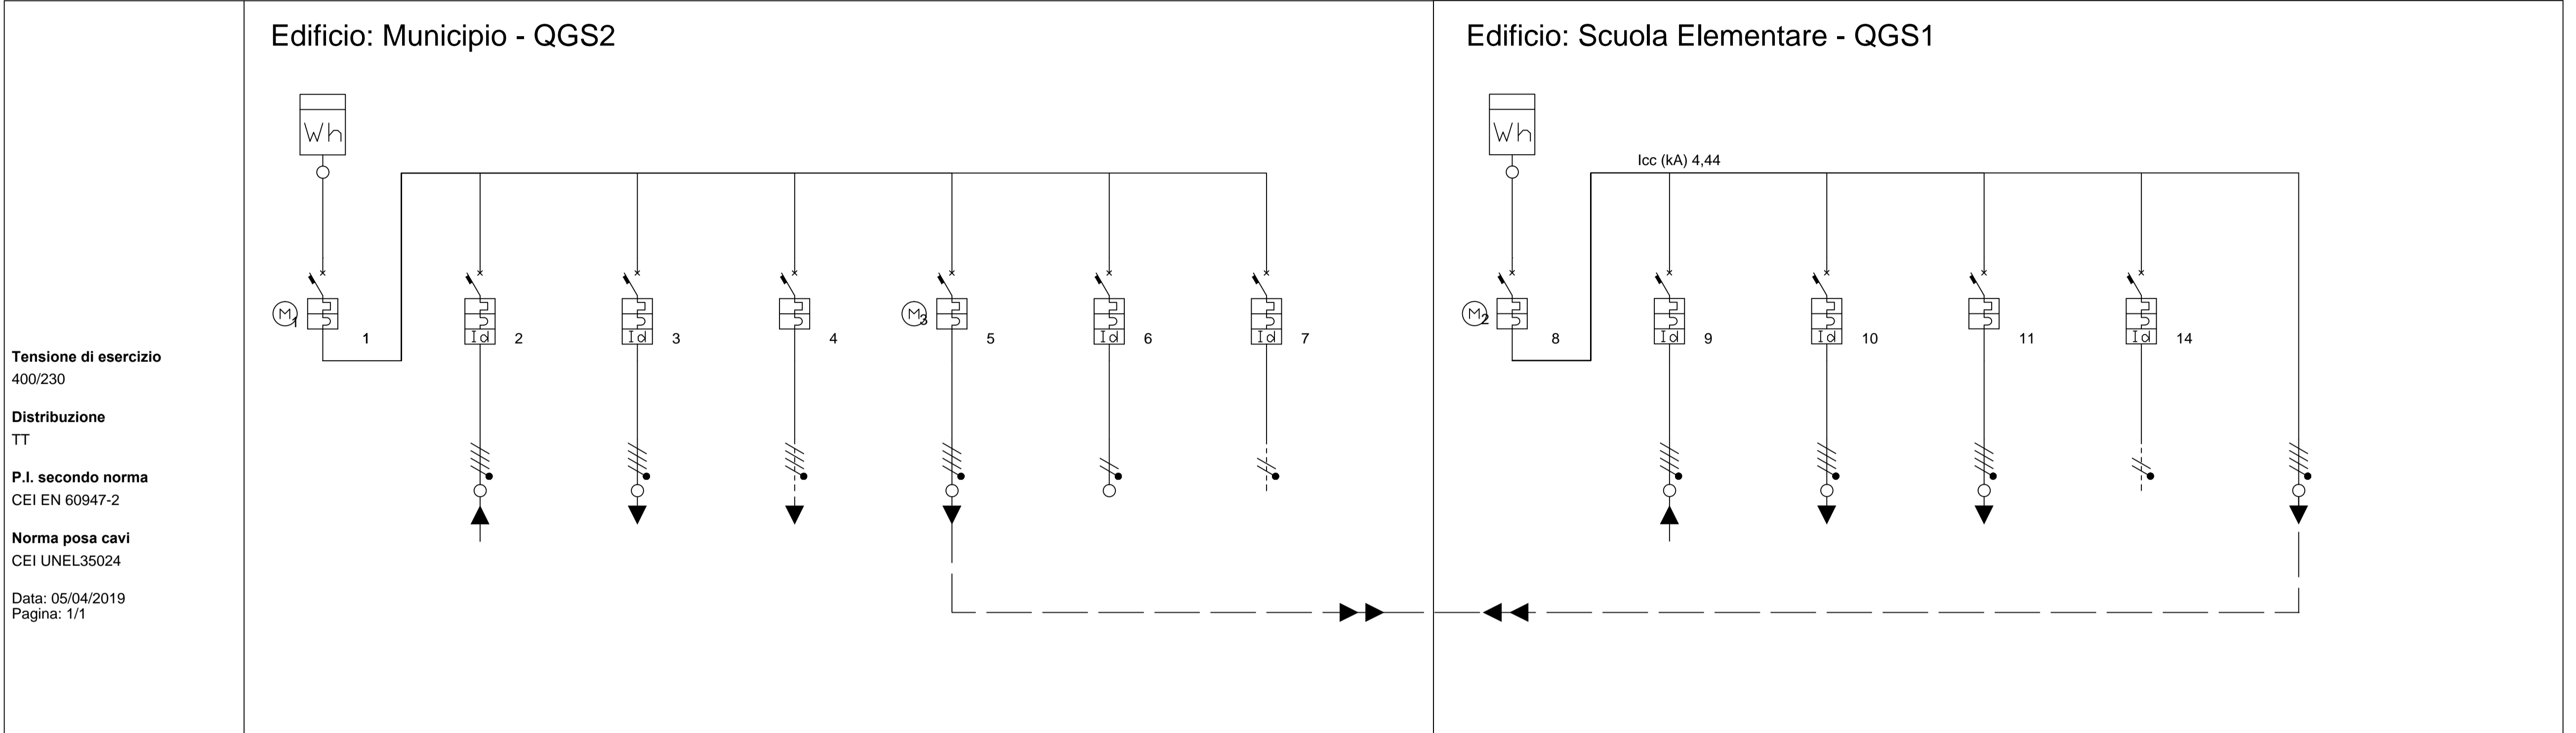 Edificio: Municipio - QGS2
Edificio: Scuola Elementare - QGS1
Wh
Wh
Icc (kA) 4,44
M1
1
Id
2
Id
3
4
M3
5
Id
6
Id
7
M2
8
Id
9
Id
10
11
Id
14
Tensione di esercizio
400/230
Distribuzione
TT
P.I. secondo norma
CEI EN 60947-2
Norma posa cavi
CEI UNEL35024
Data: 05/04/2019
Pagina: 1/1